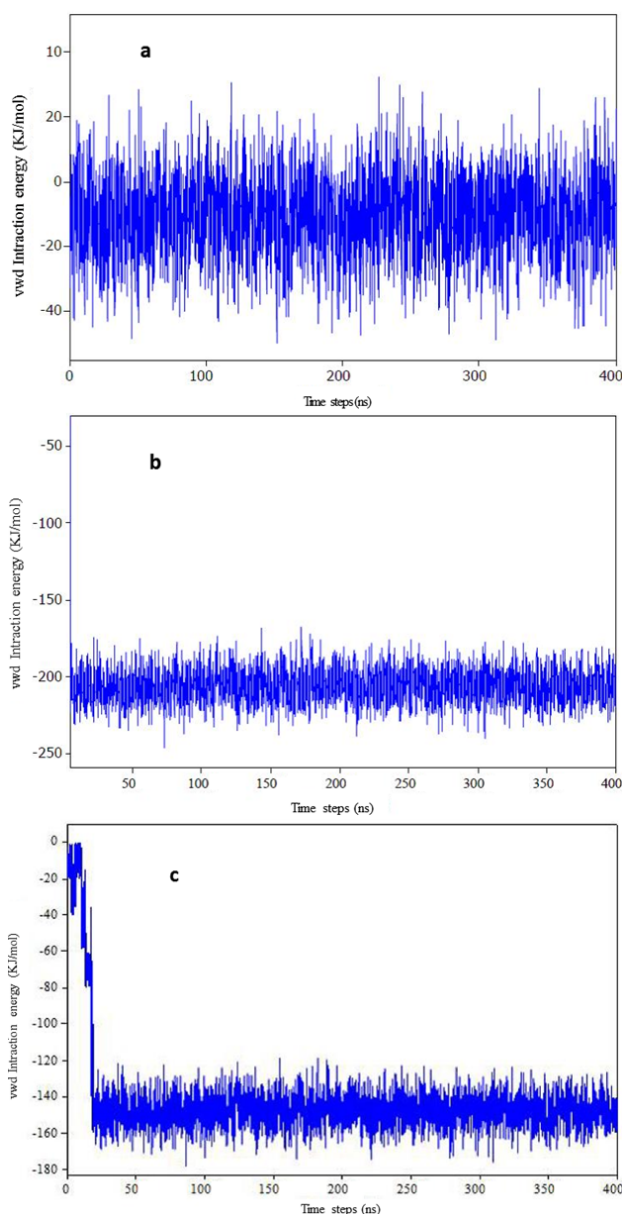 a
vwd Intraction energy (KJ/mol)
10
20
0
-20
-40
0 100 200 300 400
Time steps(ns)
b
vwd Intraction energy (KJ/mol)
-50
-100
-150
-200
-250
50 100 150 200 250 300 350 400
Time steps (ns)
c
vwd Intraction energy (KJ/mol)
0
-20
-40
-60
-80
-100
-120
-140
-160
-180
0 50 100 150 200 250 300 350 400
Time steps (ns)